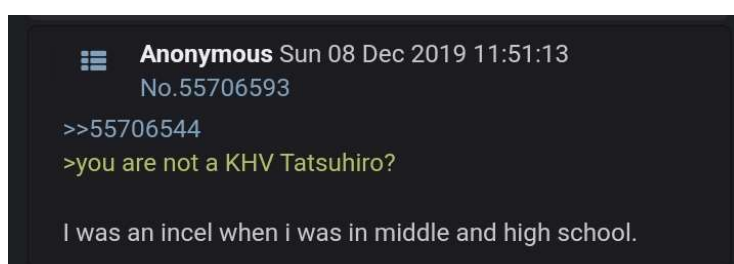 Anonymous Sun 08 Dec 2019 11:51:13
No.55706593
>>55706544
>you are not a KHV Tatsuhiro?
I was an incel when i was in middle and high school.